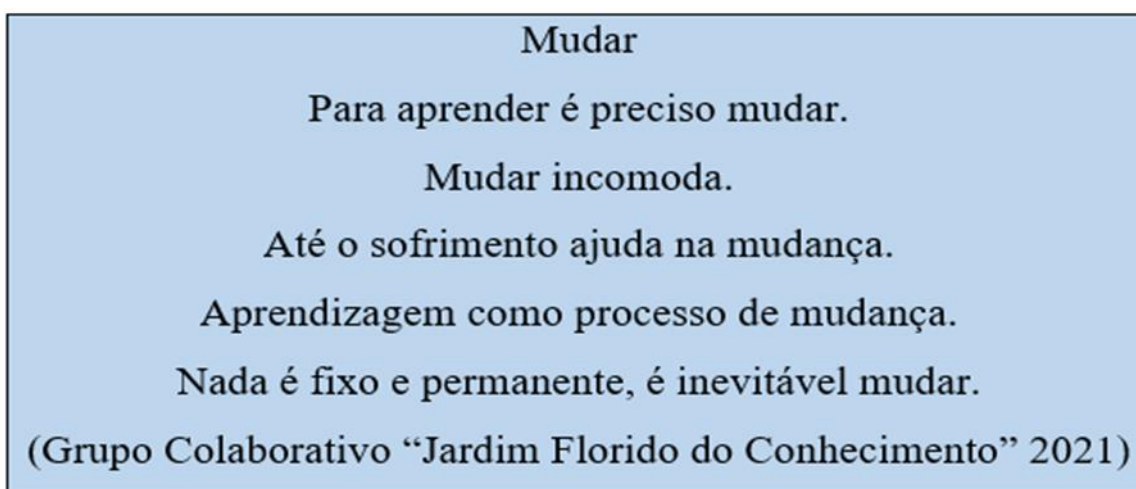 Mudar
Para aprender é preciso mudar.
Mudar incomoda.
Até o sofrimento ajuda na mudança.
Aprendizagem como processo de mudança.
Nada é fixo e permanente, é inevitável mudar.
(Grupo Colaborativo “Jardim Florido do Conhecimento” 2021)